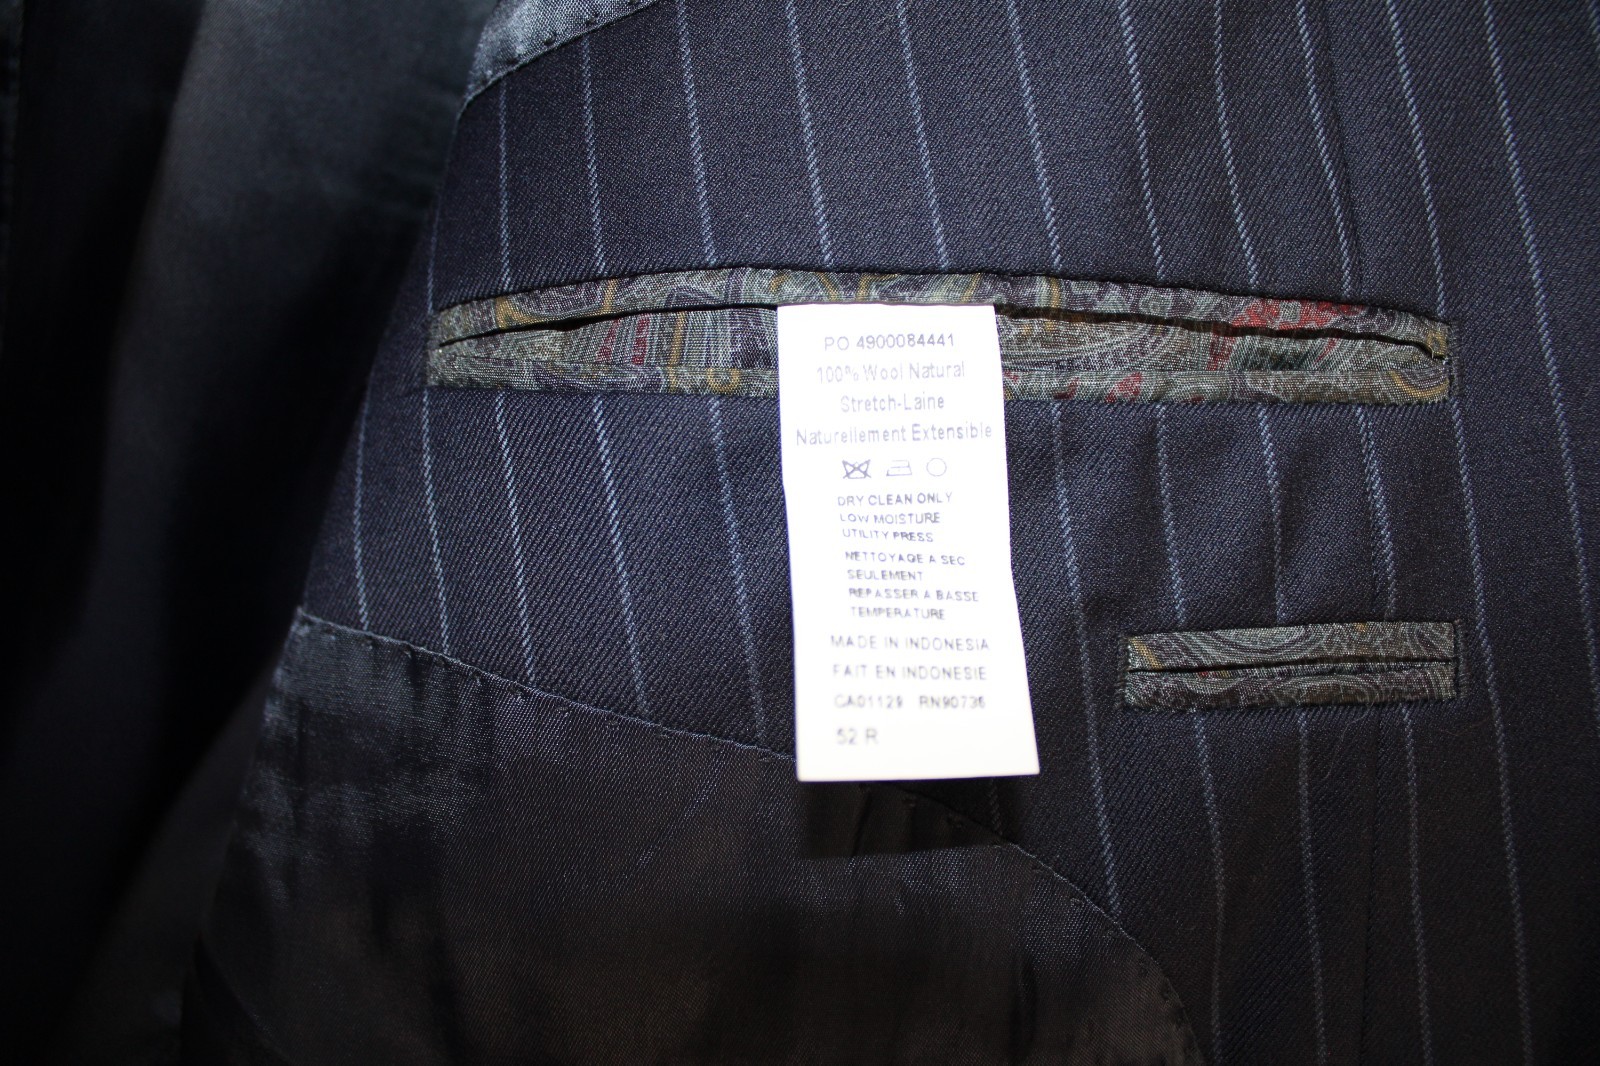 PO 4900084441
100% Wool Natural
Stretch-Laine
Naturellement Extensible
DRY CLEAN ONLY
LOW MOISTURE
UTILITY PRESS
NETTOYAGE A SEC
SEULEMENT
REPASSER A BASSE
TEMPERATURE
MADE IN INDONESIA
FAIT EN INDONESIE
CA01129 RN90736
52 R